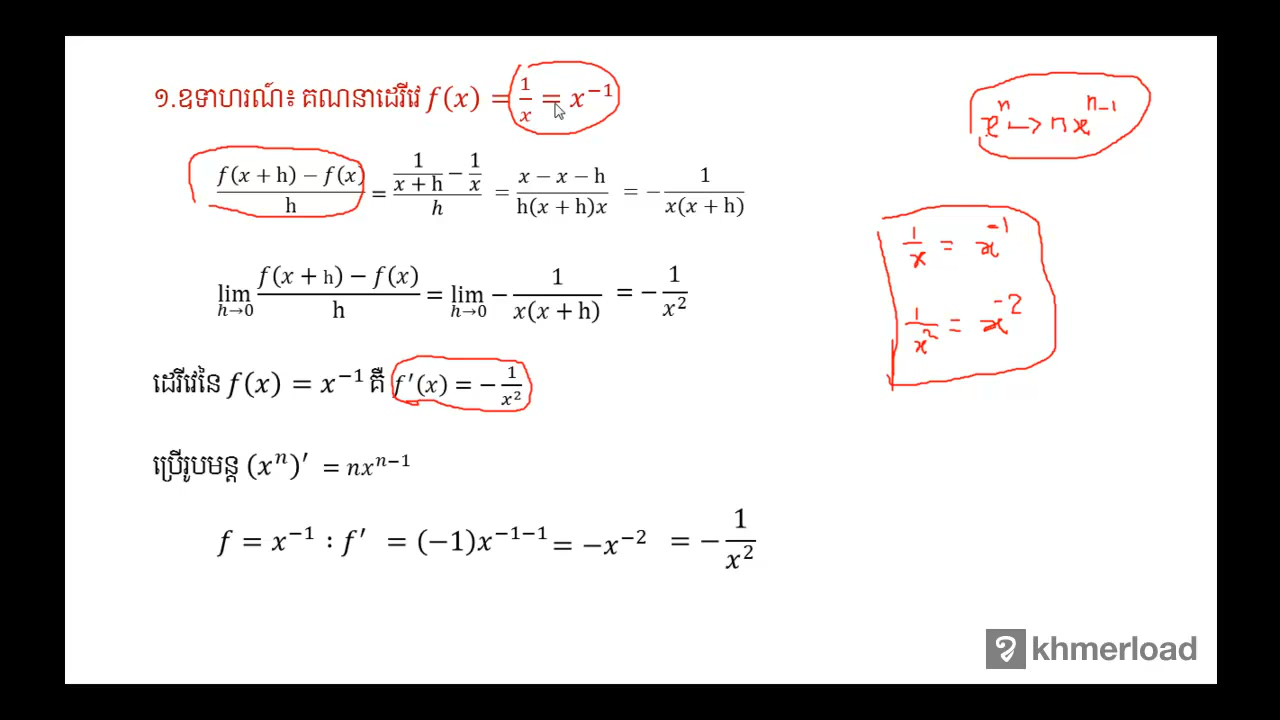 ១.ឧទាហរណ៍៖ គណនាដេរីវេ f(x) = 1/x = x⁻¹
(f(x + h) − f(x))/h = (1/(x + h) − 1/x)/h = (x − x − h)/(h(x + h)x) = − 1/(x(x + h))
lim h→0 (f(x + h) − f(x))/h = lim h→0 − 1/(x(x + h)) = − 1/x²
ដេរីវេនៃ f(x) = x⁻¹ គឺ f′(x) = − 1/x²
ប្រើរូបមន្ត (xⁿ)′ = nxⁿ⁻¹
f = x⁻¹ : f′ = (−1)x⁻¹⁻¹ = −x⁻² = − 1/x²
xⁿ → nxⁿ⁻¹
1/x = x⁻¹
1/x² = x⁻²
khmerload